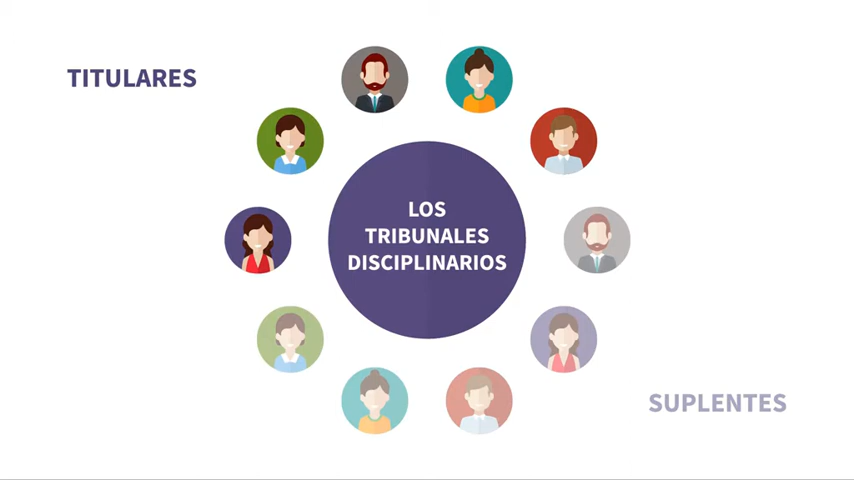 TITULARES
LOS
TRIBUNALES
DISCIPLINARIOS
SUPLENTES